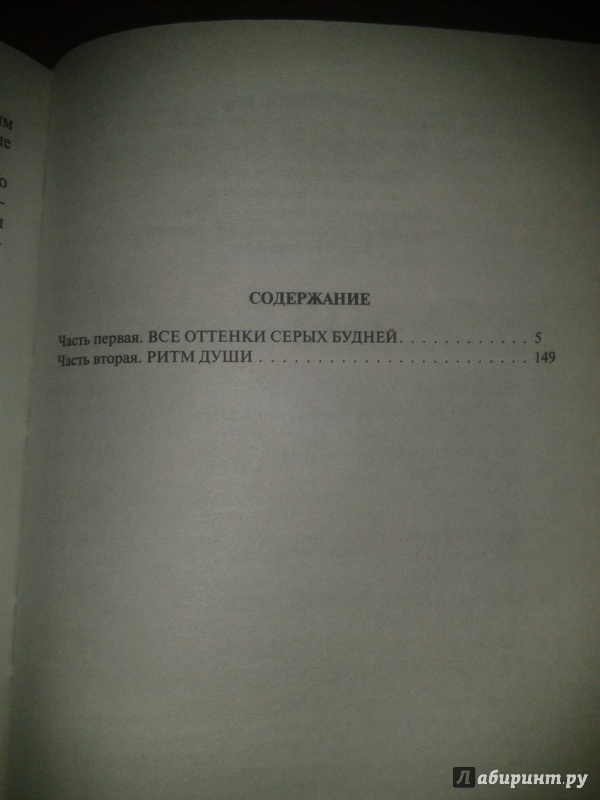 СОДЕРЖАНИЕ
Часть первая. ВСЕ ОТТЕНКИ СЕРЫХ БУДНЕЙ. . . . . . . . . . . . . 5
Часть вторая. РИТМ ДУШИ . . . . . . . . . . . . . . . . . . . . . . . . . . . 149
Лабиринт.ру